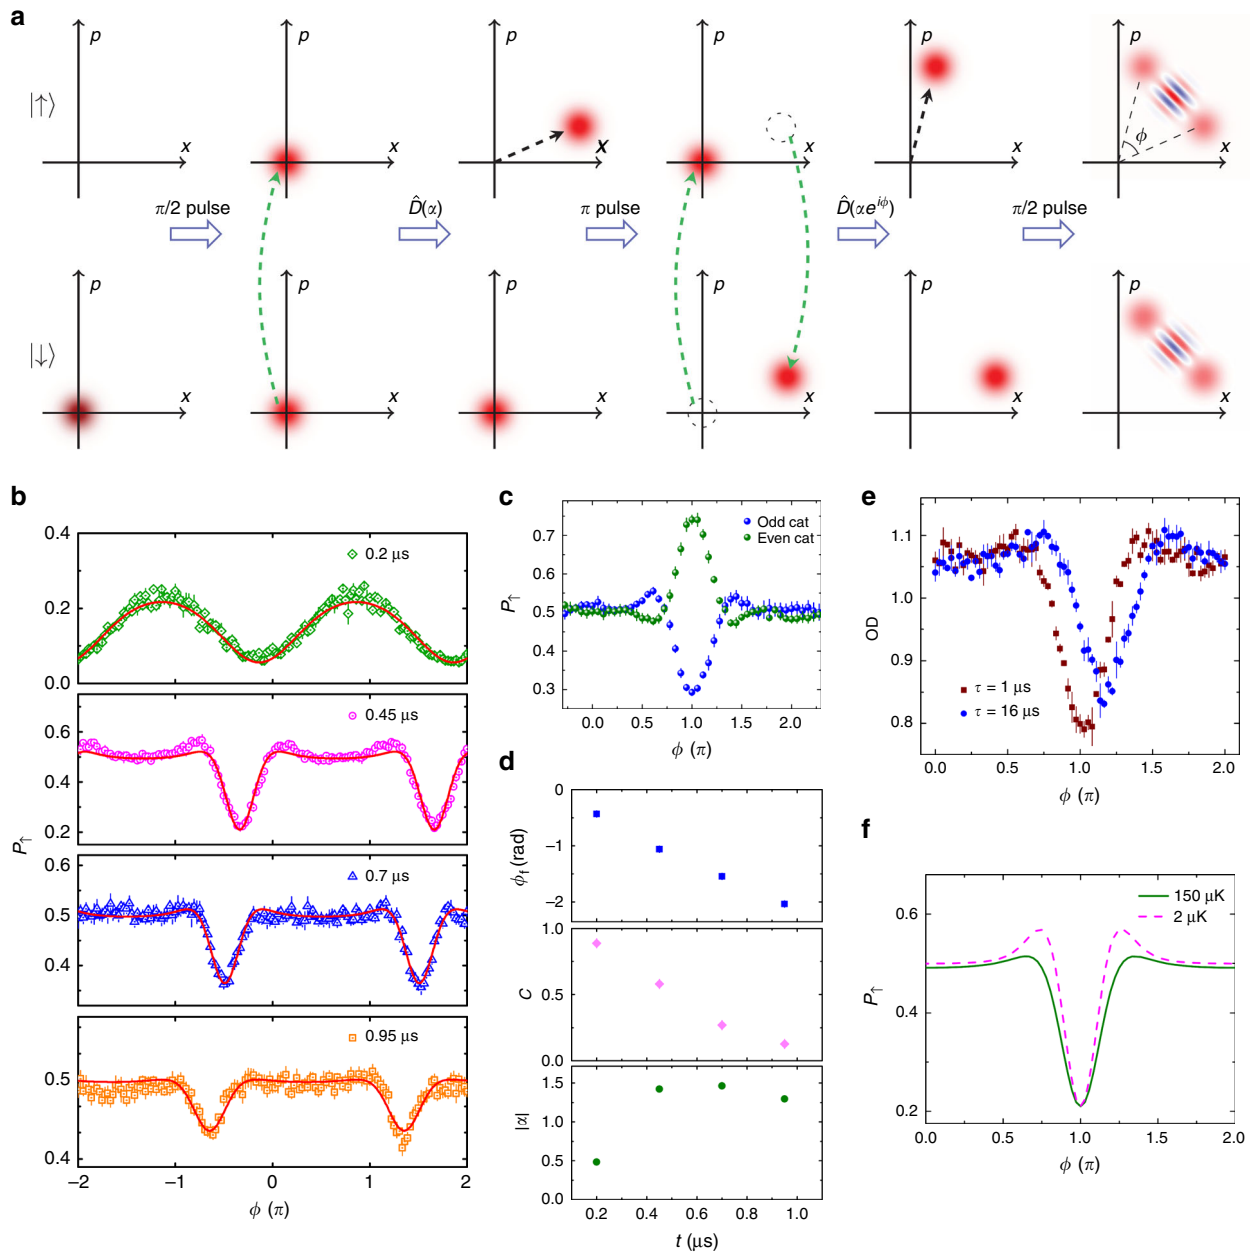 a
p p p p p
|↑⟩
x x x x x
ϕ
π/2 pulse D̂(α) π pulse D̂(αe^{iϕ}) π/2 pulse
p p p p p p
|↓⟩
x x x x x x
b
0.4
0.2
0.0
0.2 μs
0.6
0.4
0.2
0.45 μs
0.6
0.5
0.4
0.7 μs
0.5
0.4
0.95 μs
P↑
−2 −1 0 1 2
ϕ (π)
c
0.7
0.6
0.5
0.4
0.3
P↑
Odd cat
Even cat
0.0 0.5 1.0 1.5 2.0
ϕ (π)
d
0
−1
−2
ϕf (rad)
1.0
0.5
0.0
C
1.5
1.0
0.5
0.0
|α|
0.2 0.4 0.6 0.8 1.0
t (μs)
e
1.1
1.0
0.9
0.8
OD
τ = 1 μs
τ = 16 μs
0.0 0.5 1.0 1.5 2.0
ϕ (π)
f
0.6
0.4
0.2
P↑
150 μK
2 μK
0.0 0.5 1.0 1.5 2.0
ϕ (π)